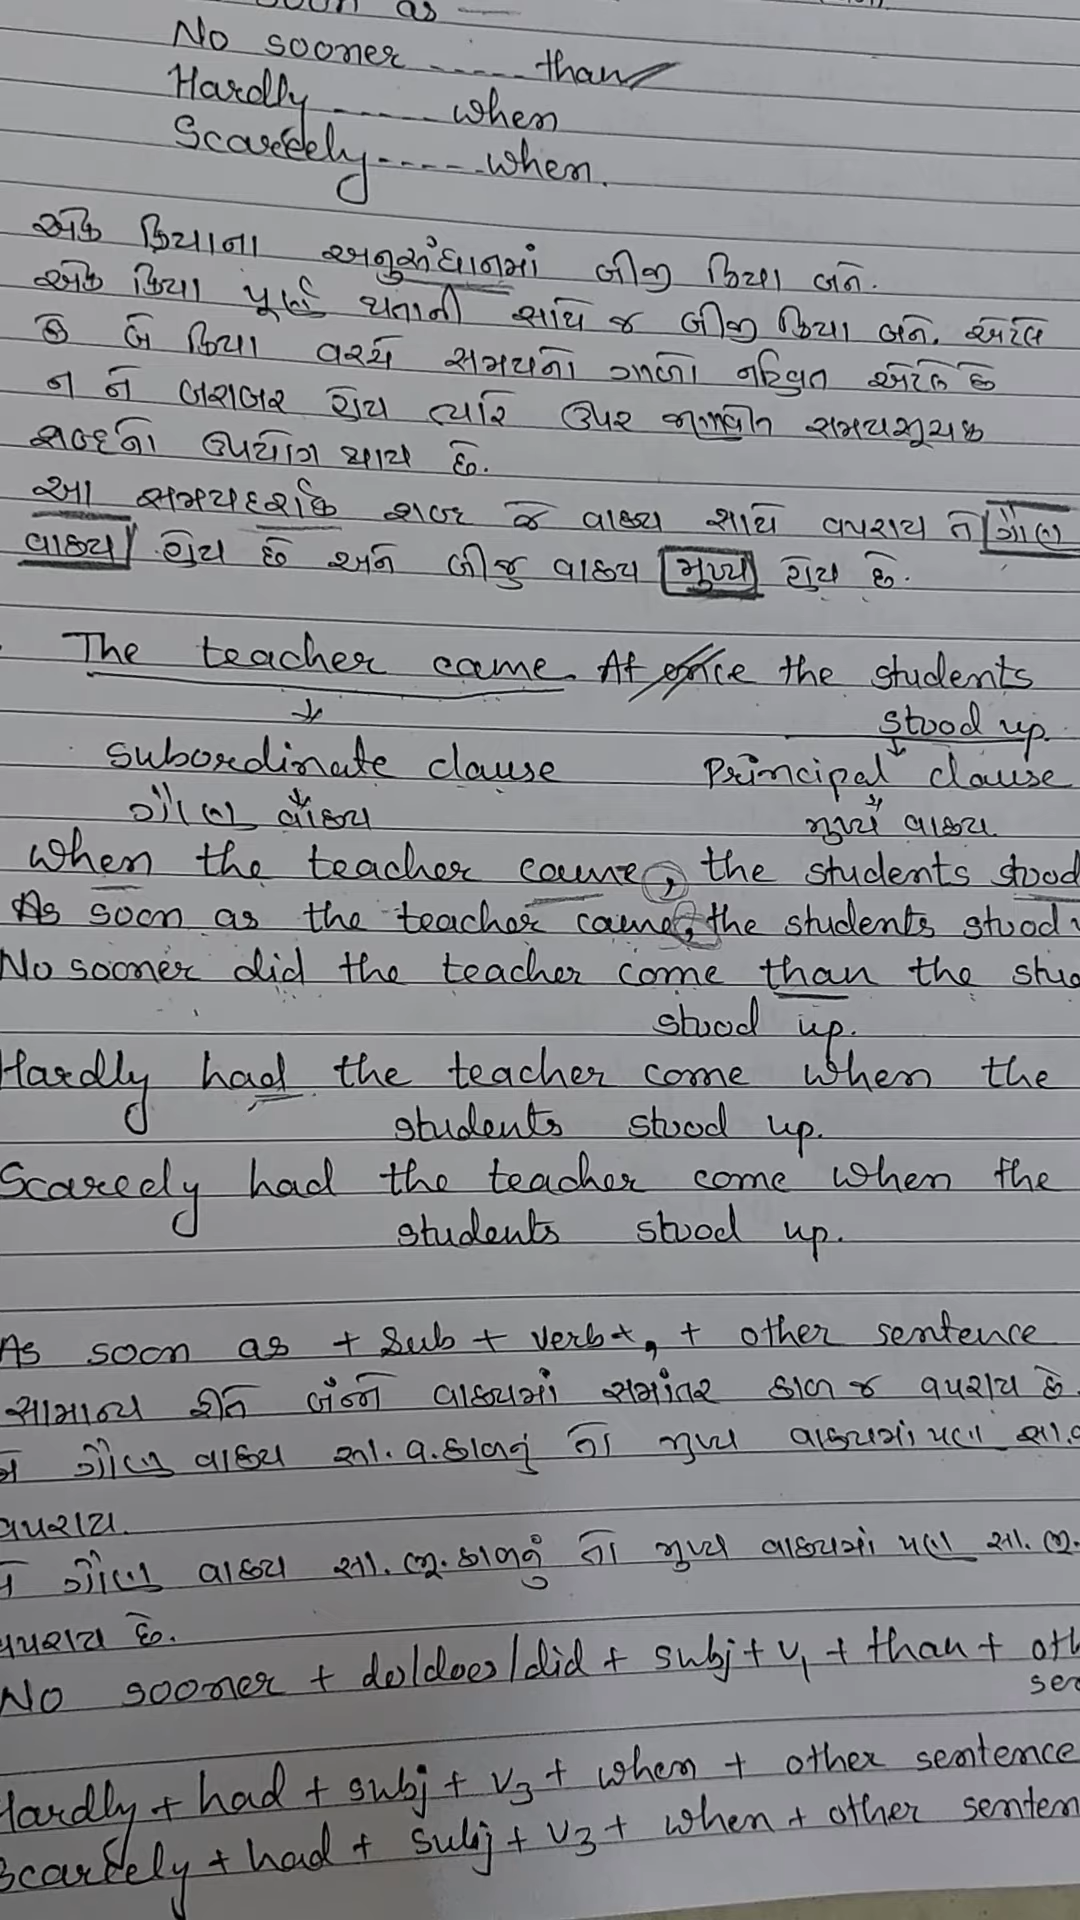 soon as —
No sooner ..... than
Hardly ..... when
Scarcely ---- when.
એક ક્રિયાના અનુસંધાનમાં બીજી ક્રિયા બને.
એક ક્રિયા પૂર્ણ થતાની સાથે જ બીજી ક્રિયા બને. એટલે
કે બે ક્રિયા વચ્ચે સમયનો ગાળો નહિવત એટલે કે
ન ને બરાબર હોય ત્યારે ઉપર જણાવેલ સમયસૂચક
શબ્દનો ઉપયોગ થાય છે.
આ સમયદર્શક શબ્દ જે વાક્ય સાથે વપરાય તે ગૌણ
વાક્ય હોય છે અને બીજુ વાક્ય મુખ્ય હોય છે.
The teacher came. At once the students
stood up.
subordinate clause Principal clause
ગૌણ વાક્ય મુખ્ય વાક્ય
When the teacher came, the students stood
As soon as the teacher came, the students stood
No sooner did the teacher come than the stu
stood up.
Hardly had the teacher come when the
students stood up.
Scarcely had the teacher come when the
students stood up.
As soon as + sub + verb + , + other sentence
સામાન્ય રીતે બંને વાક્યમાં સમાંતર કાળ જ વપરાય છે.
ગૌણ વાક્ય સા. વ. કાળનું તો મુખ્ય વાક્યમાં પણ સા. વ
વપરાય.
ગૌણ વાક્ય સા. ભૂ. કાળનું તો મુખ્ય વાક્યમાં પણ સા. ભૂ.
વપરાય છે.
No sooner + do/does/did + subj + v1 + than + oth
sen
Hardly + had + subj + v3 + when + other sentence
Scarcely + had + subj + v3 + when + other senten